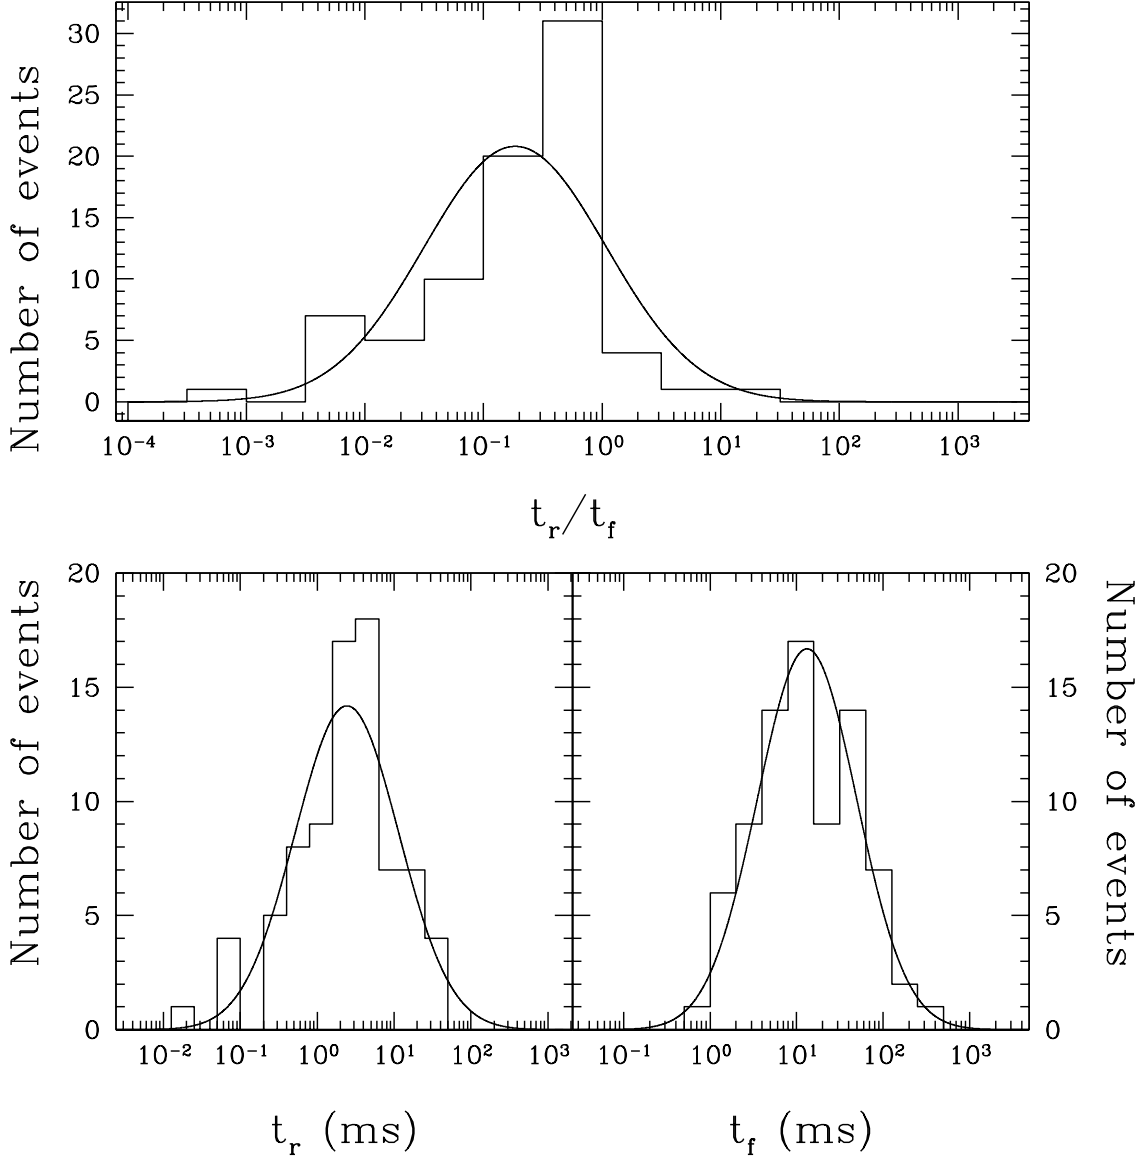 Number of events
30
25
20
15
10
5
0
10⁻⁴ 10⁻³ 10⁻² 10⁻¹ 10⁰ 10¹ 10² 10³
t_r/t_f
Number of events
20
15
10
5
0
10⁻² 10⁻¹ 10⁰ 10¹ 10² 10³
t_r (ms)
20
15
10
5
0
Number of events
10⁻¹ 10⁰ 10¹ 10² 10³
t_f (ms)